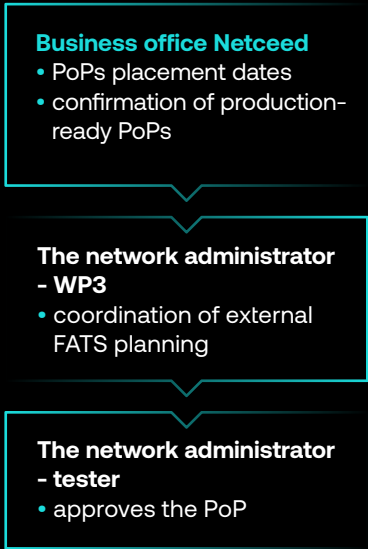 Business office Netceed
• PoPs placement dates
• confirmation of production-
ready PoPs
The network administrator
- WP3
• coordination of external
FATS planning
The network administrator
- tester
• approves the PoP